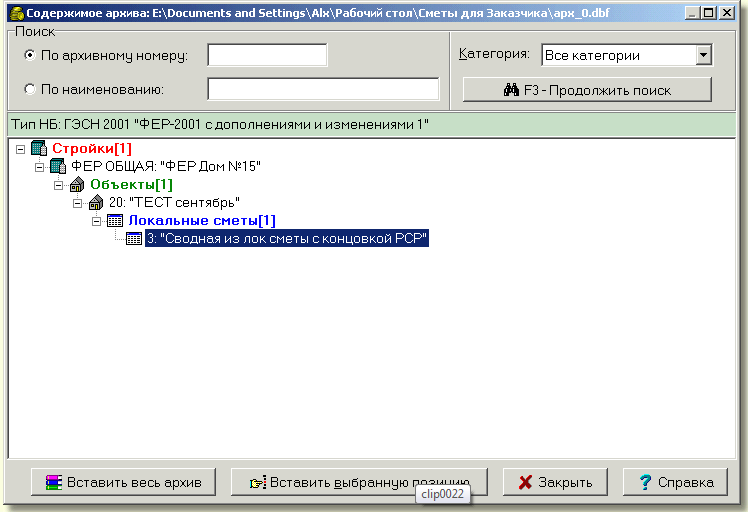 Содержимое архива: E:\Documents and Settings\Alx\Рабочий стол\Сметы для Заказчика\арх_0.dbf
Поиск
По архивному номеру:
Категория: Все категории
По наименованию:
F3 - Продолжить поиск
Тип НБ: ГЭСН 2001 "ФЕР-2001 с дополнениями и изменениями 1"
Стройки[1]
ФЕР ОБЩАЯ: "ФЕР Дом №15"
Объекты[1]
20: "ТЕСТ сентябрь"
Локальные сметы[1]
3: "Сводная из лок сметы с концовкой РСР"
Вставить весь архив
Вставить выбранную позицию
Закрыть
Справка
clip0022